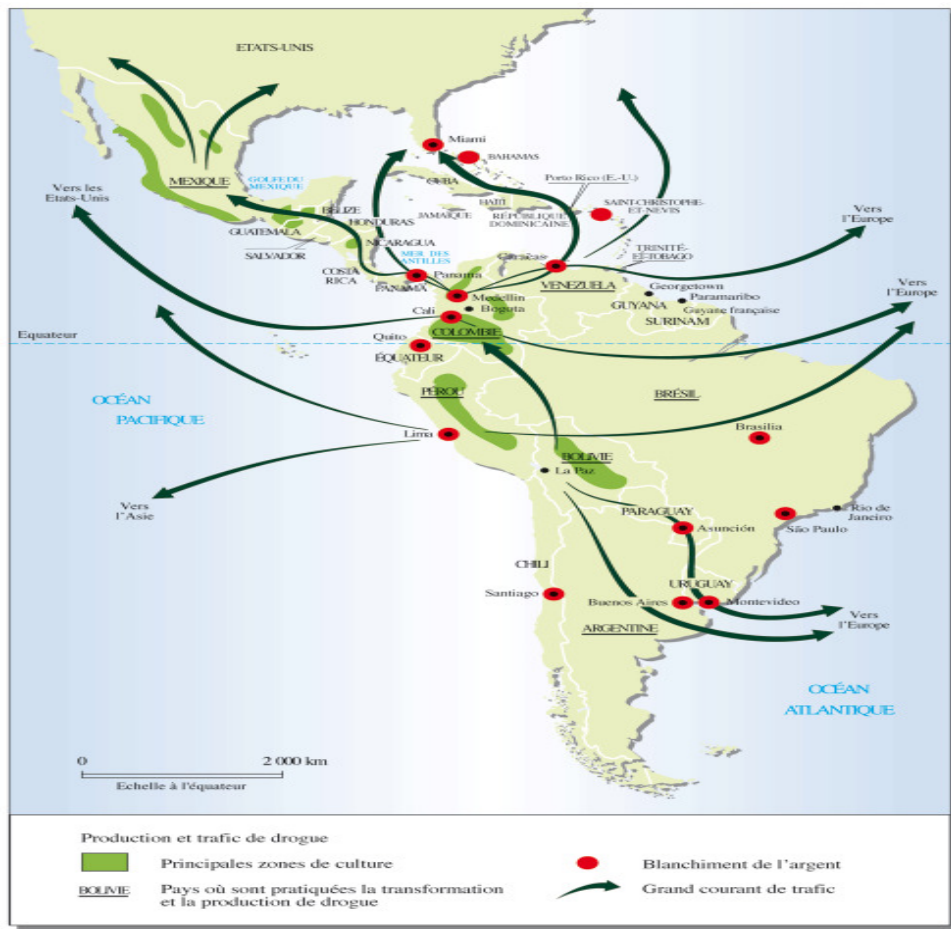 ETATS-UNIS
Miami
BAHAMAS
MEXIQUE
GOLFE DU
MEXIQUE
CUBA
Porto Rico (E.-U.)
Vers les
Etats-Unis
HAÏTI
SAINT-CHRISTOPHE-
ET-NEVIS
BÉLIZE
JAMAÏQUE
RÉPUBLIQUE
DOMINICAINE
Vers
l'Europe
HONDURAS
GUATEMALA
NICARAGUA
SALVADOR
MER DES
ANTILLES
Caracas
TRINITÉ-
ET-TOBAGO
COSTA
RICA
Panama
PANAMÁ
VENEZUELA
Georgetown
Vers
l'Europe
Medellin
GUYANA
Paramaribo
Cali
Bogota
Guyane française
SURINAM
COLOMBIE
Equateur
Quito
ÉQUATEUR
PÉROU
BRÉSIL
OCÉAN
PACIFIQUE
Lima
Brasilia
BOLIVIE
La Paz
Vers
l'Asie
PARAGUAY
Rio de
Janeiro
Asunción
São Paulo
CHILI
URUGUAY
Santiago
Buenos Aires
Montevideo
Vers
l'Europe
ARGENTINE
OCÉAN
ATLANTIQUE
0 2 000 km
Echelle à l'équateur
Production et trafic de drogue
Principales zones de culture
Blanchiment de l'argent
BOLIVIE
Pays où sont pratiquées la transformation
et la production de drogue
Grand courant de trafic